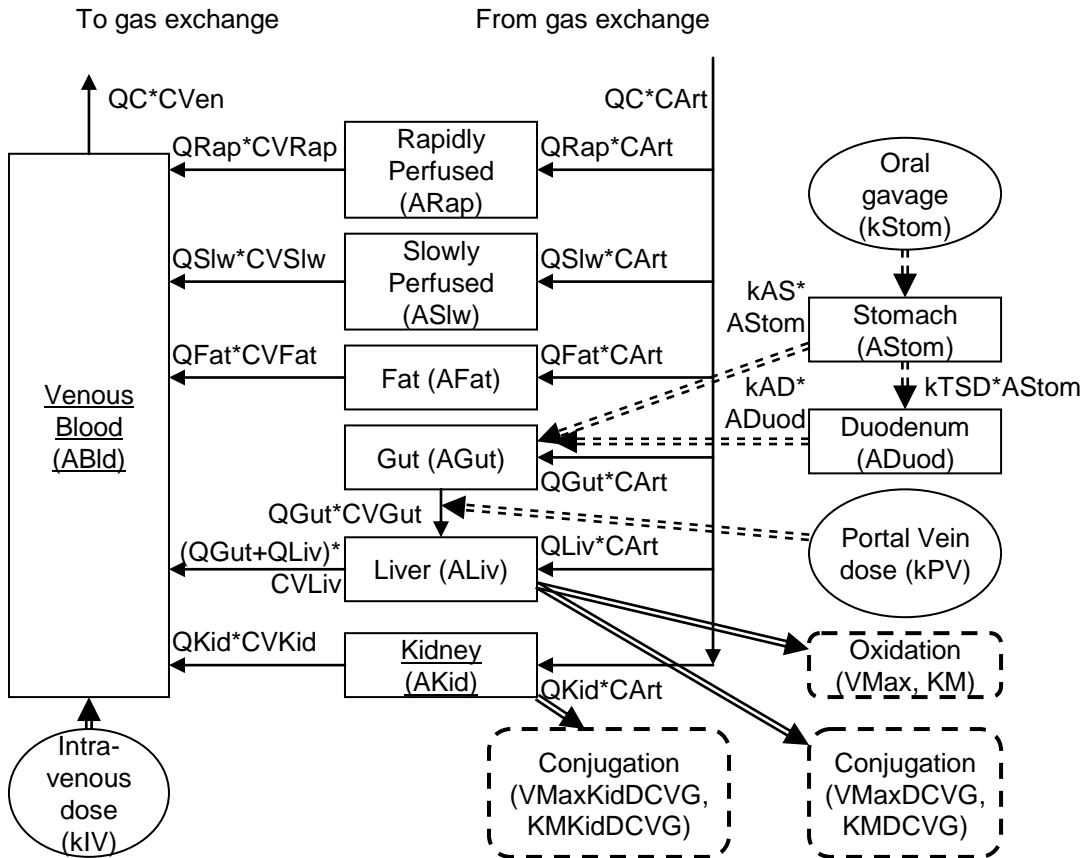 To gas exchange
From gas exchange
QC*CVen
QC*CArt
QRap*CVRap
Rapidly
Perfused
(ARap)
QRap*CArt
Oral
gavage
(kStom)
QSlw*CVSlw
Slowly
Perfused
(ASlw)
QSlw*CArt
kAS*
AStom
Stomach
(AStom)
QFat*CVFat
Fat (AFat)
QFat*CArt
kAD*
ADuod
kTSD*AStom
Venous
Blood
(ABld)
Gut (AGut)
Duodenum
(ADuod)
QGut*CArt
QGut*CVGut
(QGut+QLiv)*
CVLiv
Liver (ALiv)
QLiv*CArt
Portal Vein
dose (kPV)
QKid*CVKid
Kidney
(AKid)
QKid*CArt
Oxidation
(VMax, KM)
Intra-
venous
dose
(kIV)
Conjugation
(VMaxKidDCVG,
KMKidDCVG)
Conjugation
(VMaxDCVG,
KMDCVG)